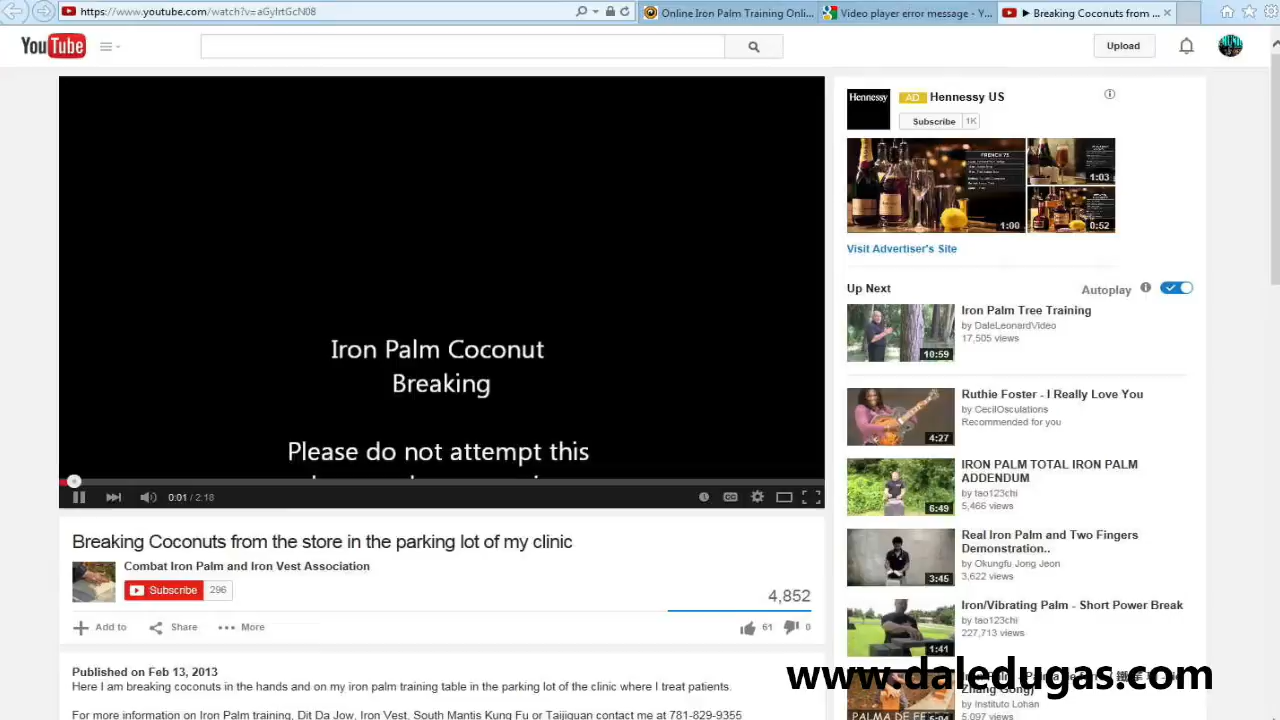 https://www.youtube.com/watch?v=aGyIrtGcN08
Online Iron Palm Training Onli...
Video player error message - Y...
Breaking Coconuts from ...
YouTube
Upload
Iron Palm Coconut
Breaking
Please do not attempt this
0:01 / 2:18
Breaking Coconuts from the store in the parking lot of my clinic
Combat Iron Palm and Iron Vest Association
Subscribe 296
4,852
Add to Share More 61 0
Published on Feb 13, 2013
Here I am breaking coconuts in the hands and on my iron palm training table in the parking lot of the clinic where I treat patients.
For more information on Iron Palm training, Dit Da Jow, Iron Vest, South Mantis Kung Fu or Taijiquan contact me at 781-829-9355
Hennessy
AD Hennessy US
Subscribe 1K
FRENCH 75
1:00
1:03
0:52
Visit Advertiser's Site
Up Next
Autoplay
Iron Palm Tree Training
by DaleLeonardVideo
17,505 views
10:59
Ruthie Foster - I Really Love You
by CecilOsculations
Recommended for you
4:27
IRON PALM TOTAL IRON PALM
ADDENDUM
by tao123chi
5,466 views
6:49
Real Iron Palm and Two Fingers
Demonstration..
by Okungfu Jong Jeon
3,622 views
3:45
Iron/Vibrating Palm - Short Power Break
by tao123chi
227,713 views
1:41
www.daledugas.com
Zhang Gong)
by Instituto Lohan
5,097 views
5:04